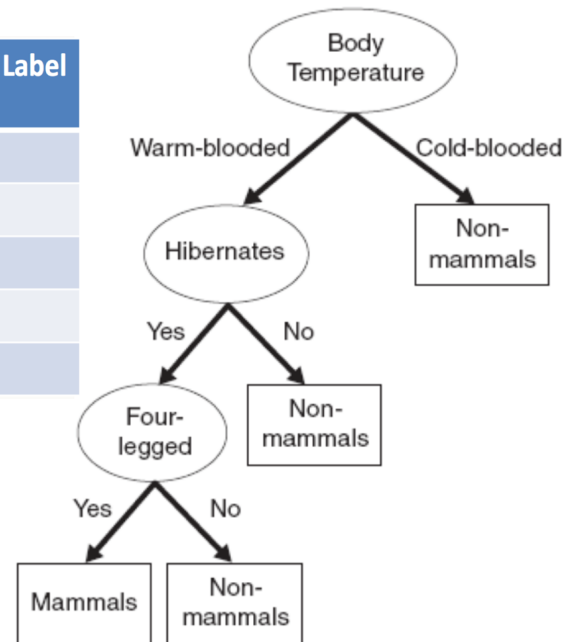 Label
Body
Temperature
Warm-blooded
Cold-blooded
Hibernates
Non-
mammals
Yes
No
Four-
legged
Non-
mammals
Yes
No
Mammals
Non-
mammals